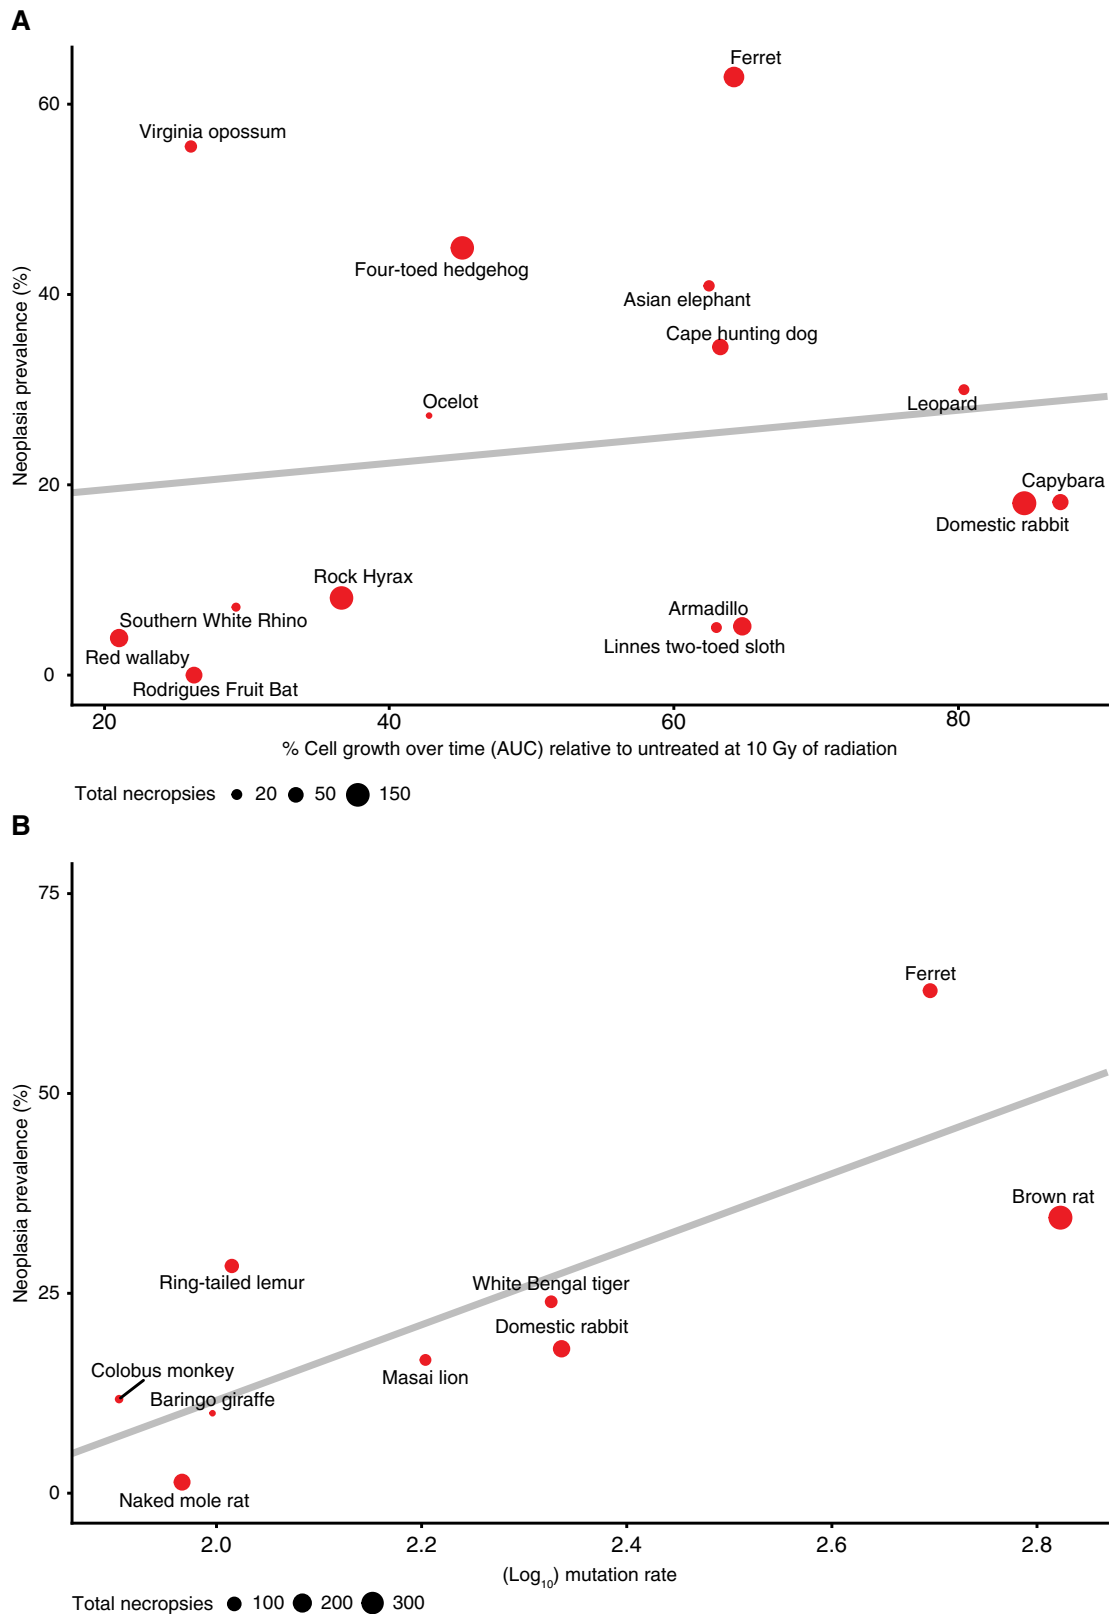 A
Ferret
60
Virginia opossum
Four-toed hedgehog
40
Asian elephant
Cape hunting dog
Neoplasia prevalence (%)
Ocelot
Leopard
20
Capybara
Domestic rabbit
Rock Hyrax
Armadillo
Southern White Rhino
Linnes two-toed sloth
Red wallaby
0
Rodrigues Fruit Bat
20 40 60 80
% Cell growth over time (AUC) relative to untreated at 10 Gy of radiation
Total necropsies 20 50 150
B
75
Ferret
50
Neoplasia prevalence (%)
Brown rat
Ring-tailed lemur
White Bengal tiger
25
Domestic rabbit
Colobus monkey
Masai lion
Baringo giraffe
0
Naked mole rat
2.0 2.2 2.4 2.6 2.8
(Log10) mutation rate
Total necropsies 100 200 300